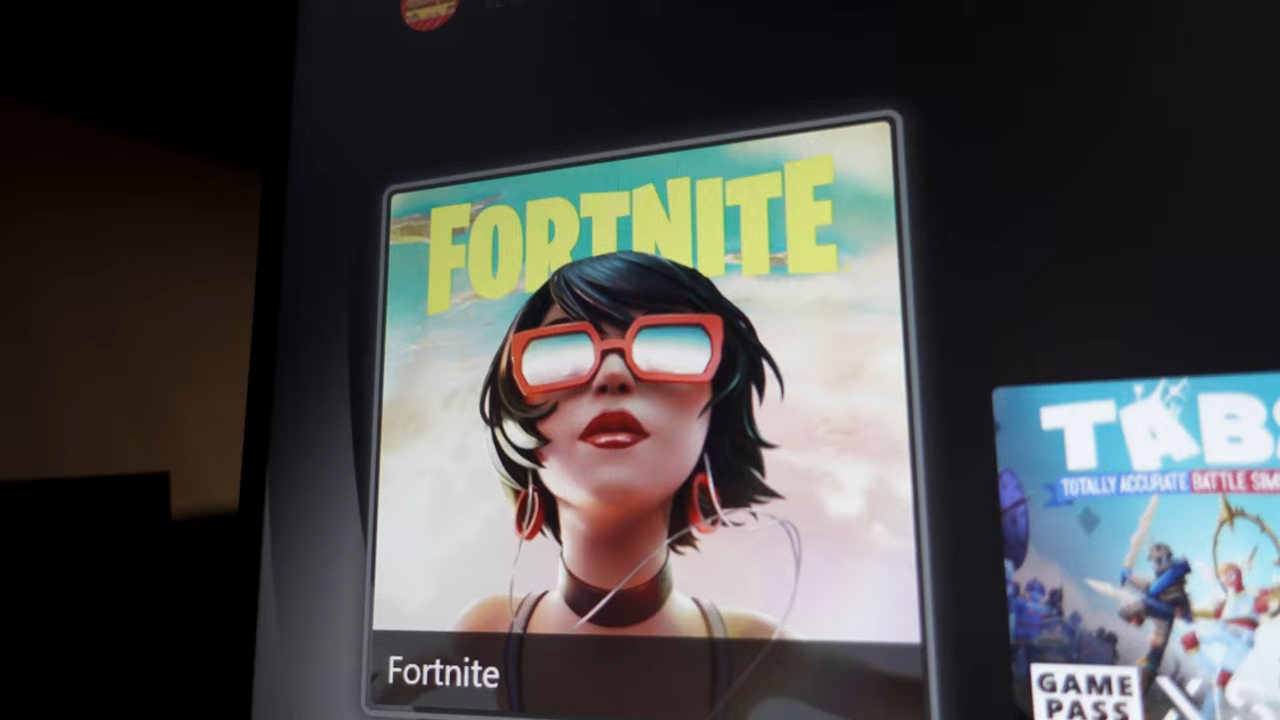 FORTNITE
Fortnite
TABS
TOTALLY ACCURATE BATTLE SIM
GAME
PASS
X S